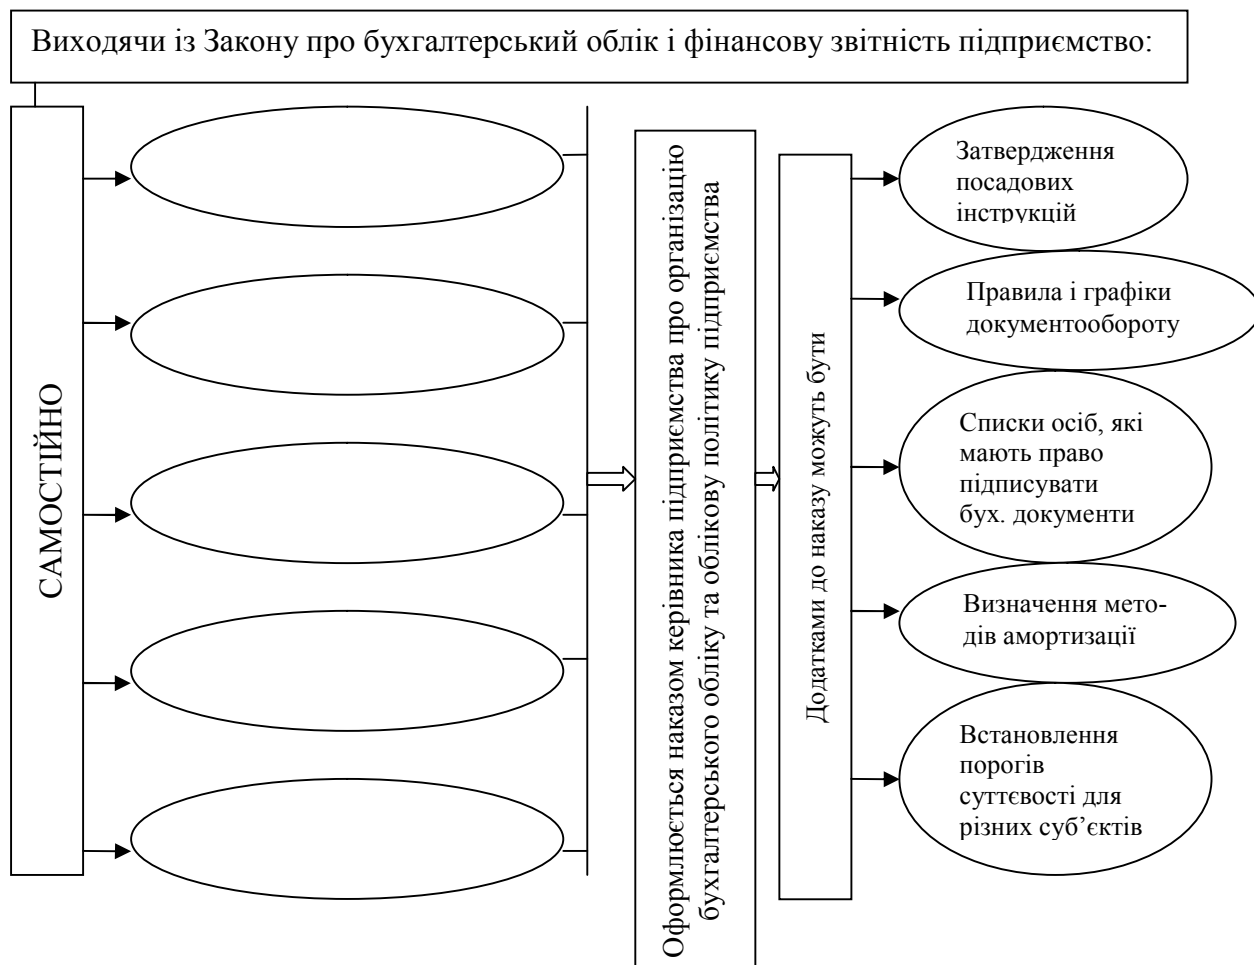 Виходячи із Закону про бухгалтерський облік і фінансову звітність підприємство:
САМОСТІЙНО
Оформлюється наказом керівника підприємства про організацію
бухгалтерського обліку та облікову політику підприємства
Додатками до наказу можуть бути
Затвердження
посадових
інструкцій
Правила і графіки
документообороту
Списки осіб, які
мають право
підписувати
бух. документи
Визначення мето-
дів амортизації
Встановлення
порогів
суттєвості для
різних суб’єктів